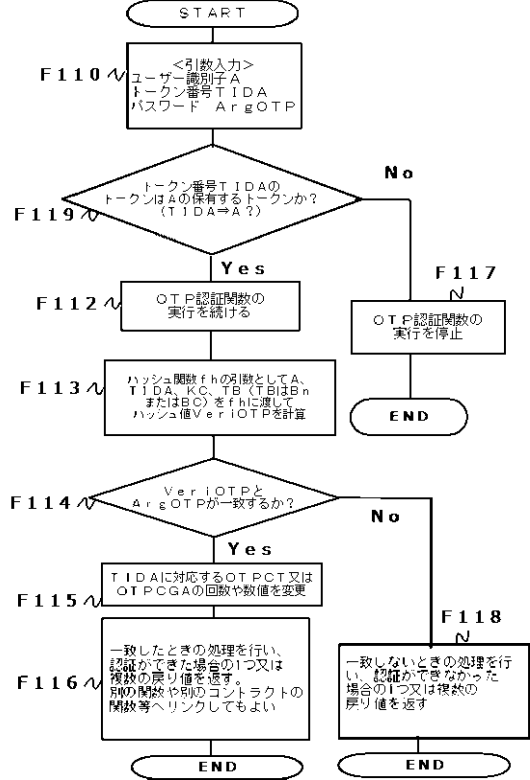 START
F110
<引数入力>
ユーザー識別子A
トークン番号TIDA
パスワード ArgOTP
F119
トークン番号TIDAの
トークンはAの保有するトークンか?
(TIDA⇒A?)
No
Yes
F112
OTP認証関数の
実行を続ける
F117
OTP認証関数の
実行を停止
END
F113
ハッシュ関数fhの引数としてA、
TIDA、KC、TB(TBはBn
またはBC)をfhに渡して
ハッシュ値VeriOTPを計算
F114
VeriOTPと
ArgOTPが一致するか?
No
Yes
F115
TIDAに対応するOTPCT又は
OTPCGAの回数や数値を変更
F116
一致したときの処理を行い、
認証ができた場合の1つ又は
複数の戻り値を返す。
別の関数や別のコントラクトの
関数等へリンクしてもよい
END
F118
一致しないときの処理を行
い、認証ができなかった
場合の1つ又は複数の
戻り値を返す
END